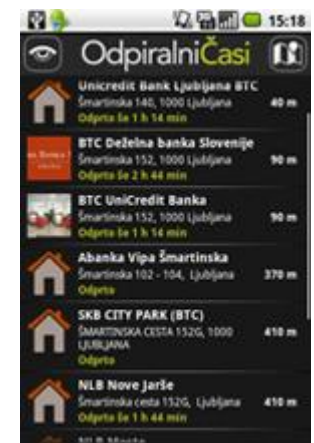 15:18
OdpiralniČasi
Unicredit Bank Ljubljana BTC
Šmartinska 140, 1000 Ljubljana 40 m
Odprto še 1 h 14 min
BTC Deželna banka Slovenije
Šmartinska 152, 1000 Ljubljana 90 m
Odprto še 2 h 44 min
BTC UniCredit Banka
Šmartinska 152, 1000 Ljubljana 90 m
Odprto še 1 h 14 min
Abanka Vipa Šmartinska
Šmartinska 102 - 104, Ljubljana 370 m
Odprto
SKB CITY PARK (BTC)
ŠMARTINSKA CESTA 152G, 1000 410 m
LJUBLJANA
Odprto
NLB Nove Jarše
Šmartinska cesta 152G, Ljubljana 410 m
Odprto še 1 h 44 min